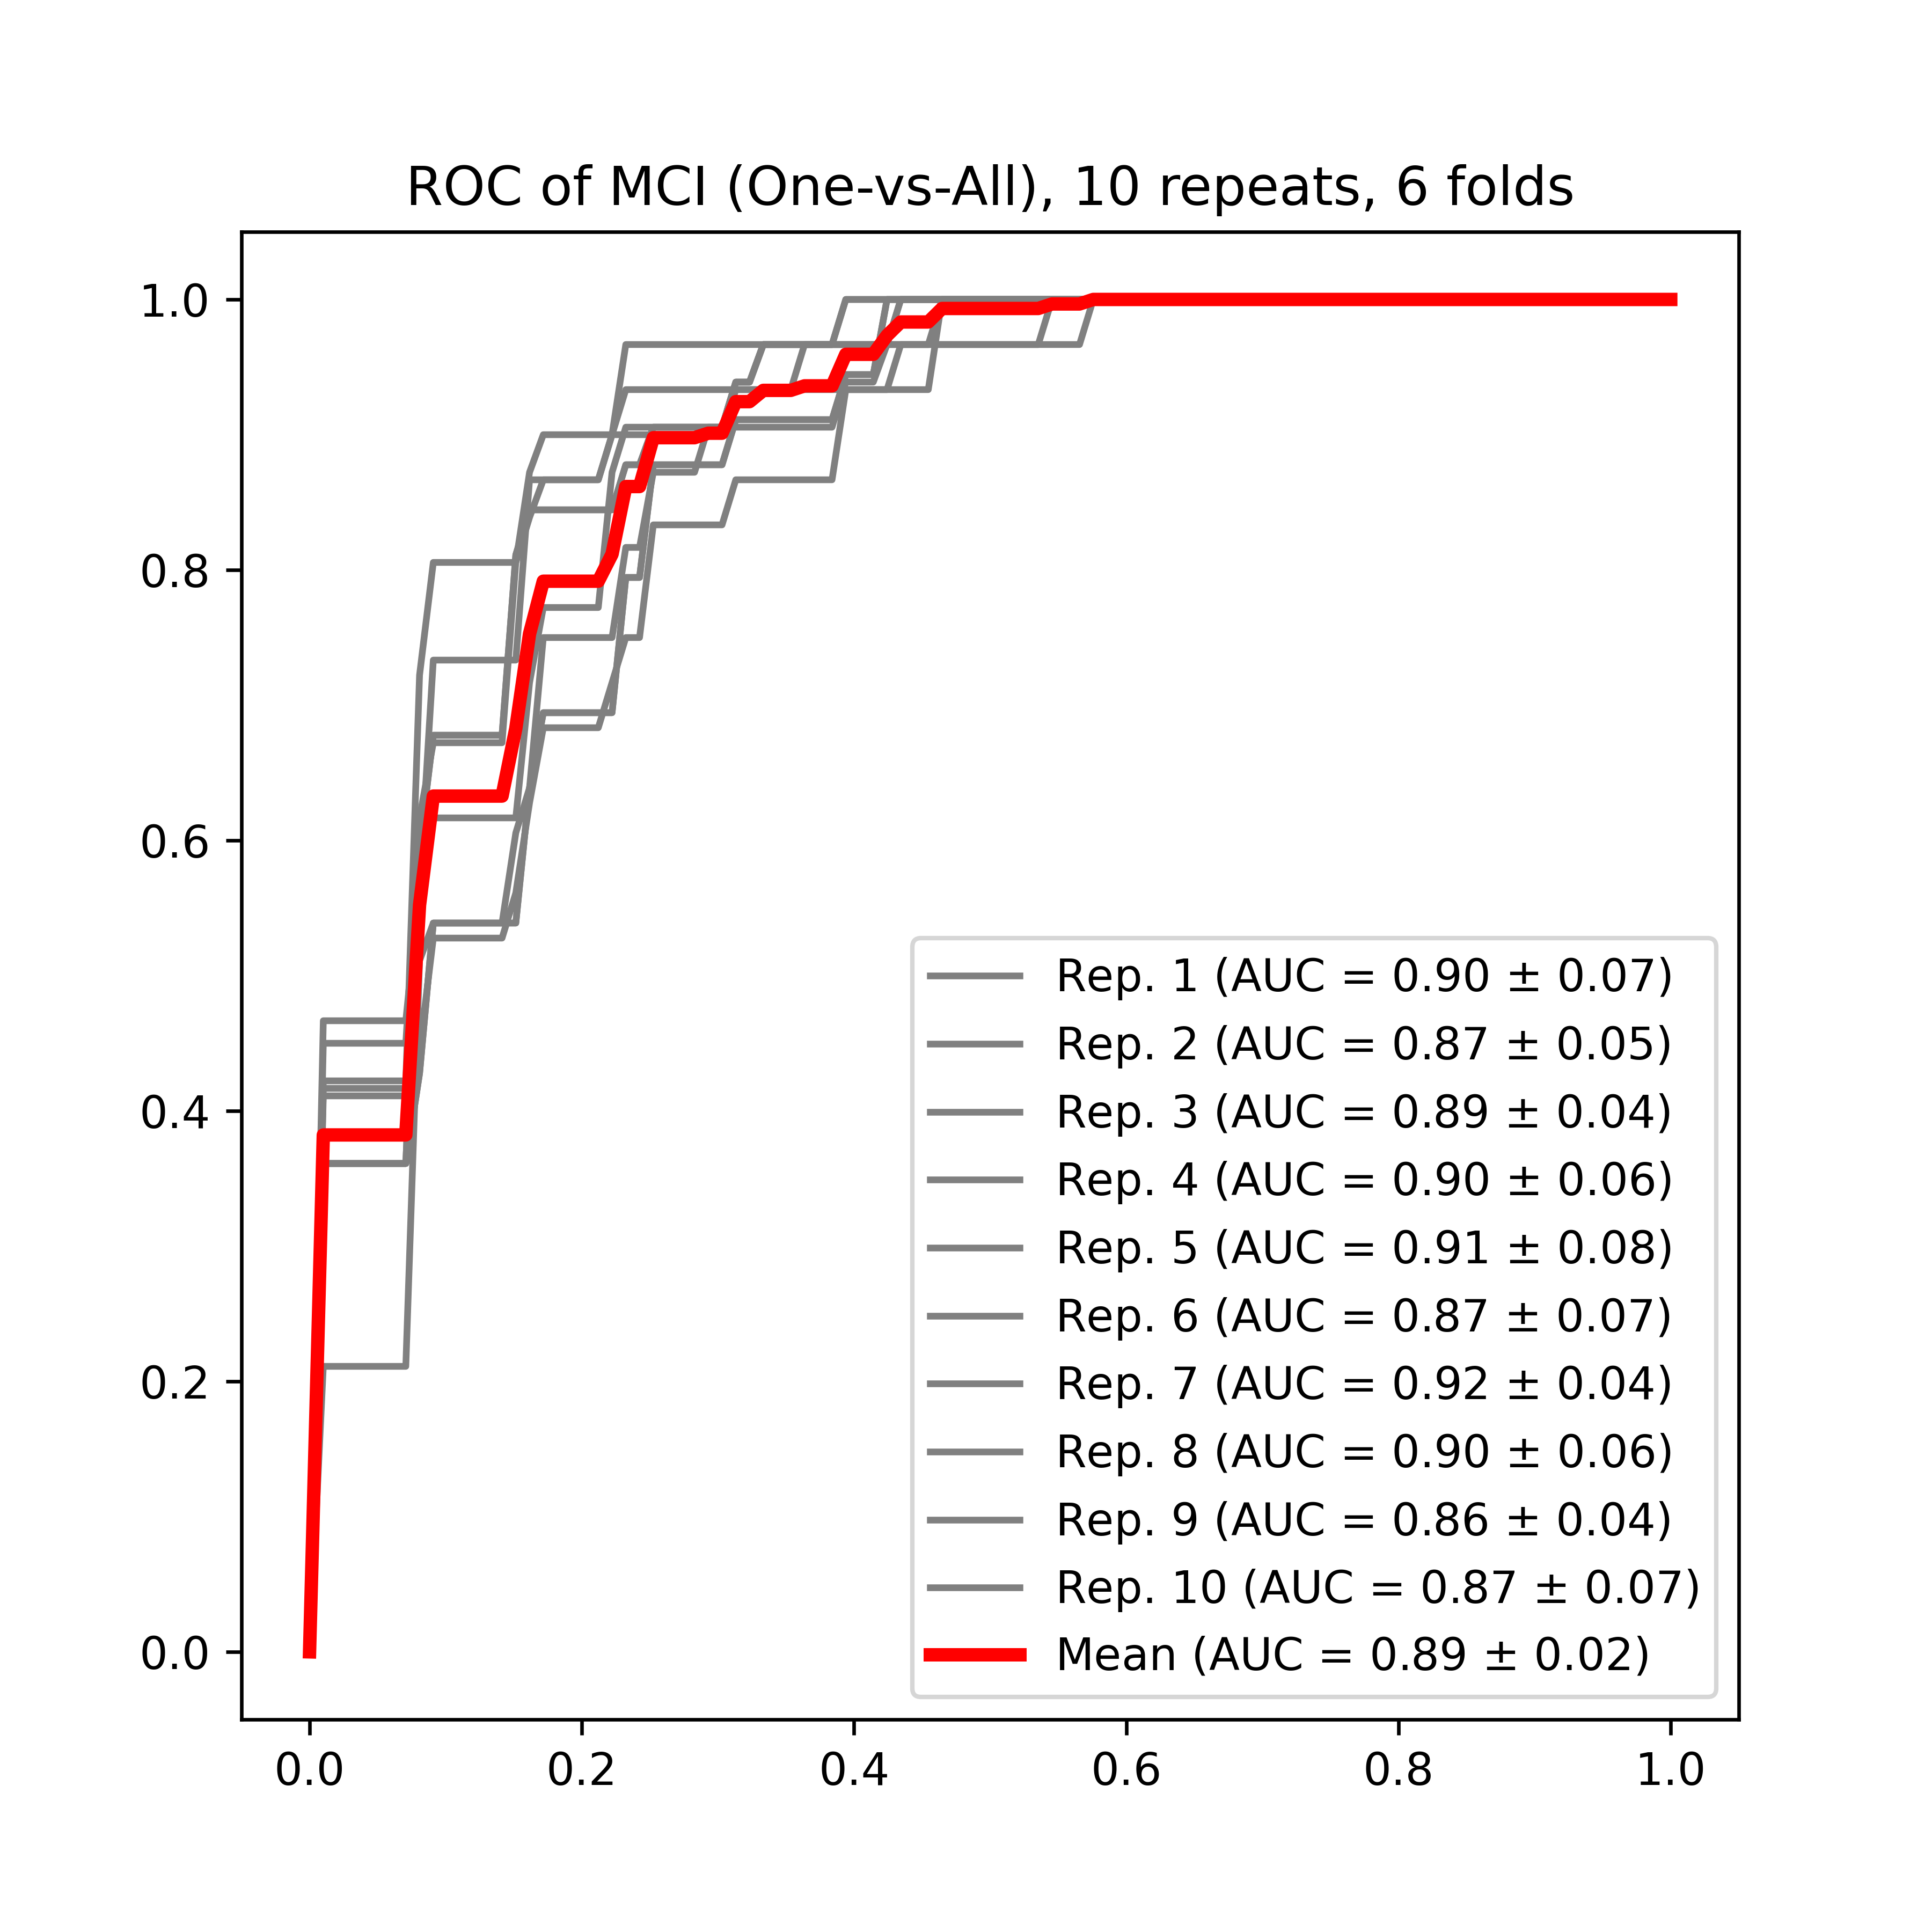 ROC of MCI (One-vs-All), 10 repeats, 6 folds
1.0
0.8
0.6
0.4
0.2
0.0
Rep. 1 (AUC = 0.90 ± 0.07)
Rep. 2 (AUC = 0.87 ± 0.05)
Rep. 3 (AUC = 0.89 ± 0.04)
Rep. 4 (AUC = 0.90 ± 0.06)
Rep. 5 (AUC = 0.91 ± 0.08)
Rep. 6 (AUC = 0.87 ± 0.07)
Rep. 7 (AUC = 0.92 ± 0.04)
Rep. 8 (AUC = 0.90 ± 0.06)
Rep. 9 (AUC = 0.86 ± 0.04)
Rep. 10 (AUC = 0.87 ± 0.07)
Mean (AUC = 0.89 ± 0.02)
0.0 0.2 0.4 0.6 0.8 1.0